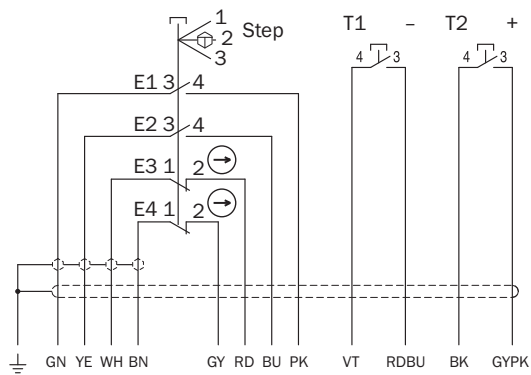 1
2 Step
3
T1 – T2 +
4 3 4 3
E1 3 4
E2 3 4
E3 1 2
E4 1 2
GN YE WH BN GY RD BU PK VT RDBU BK GYPK